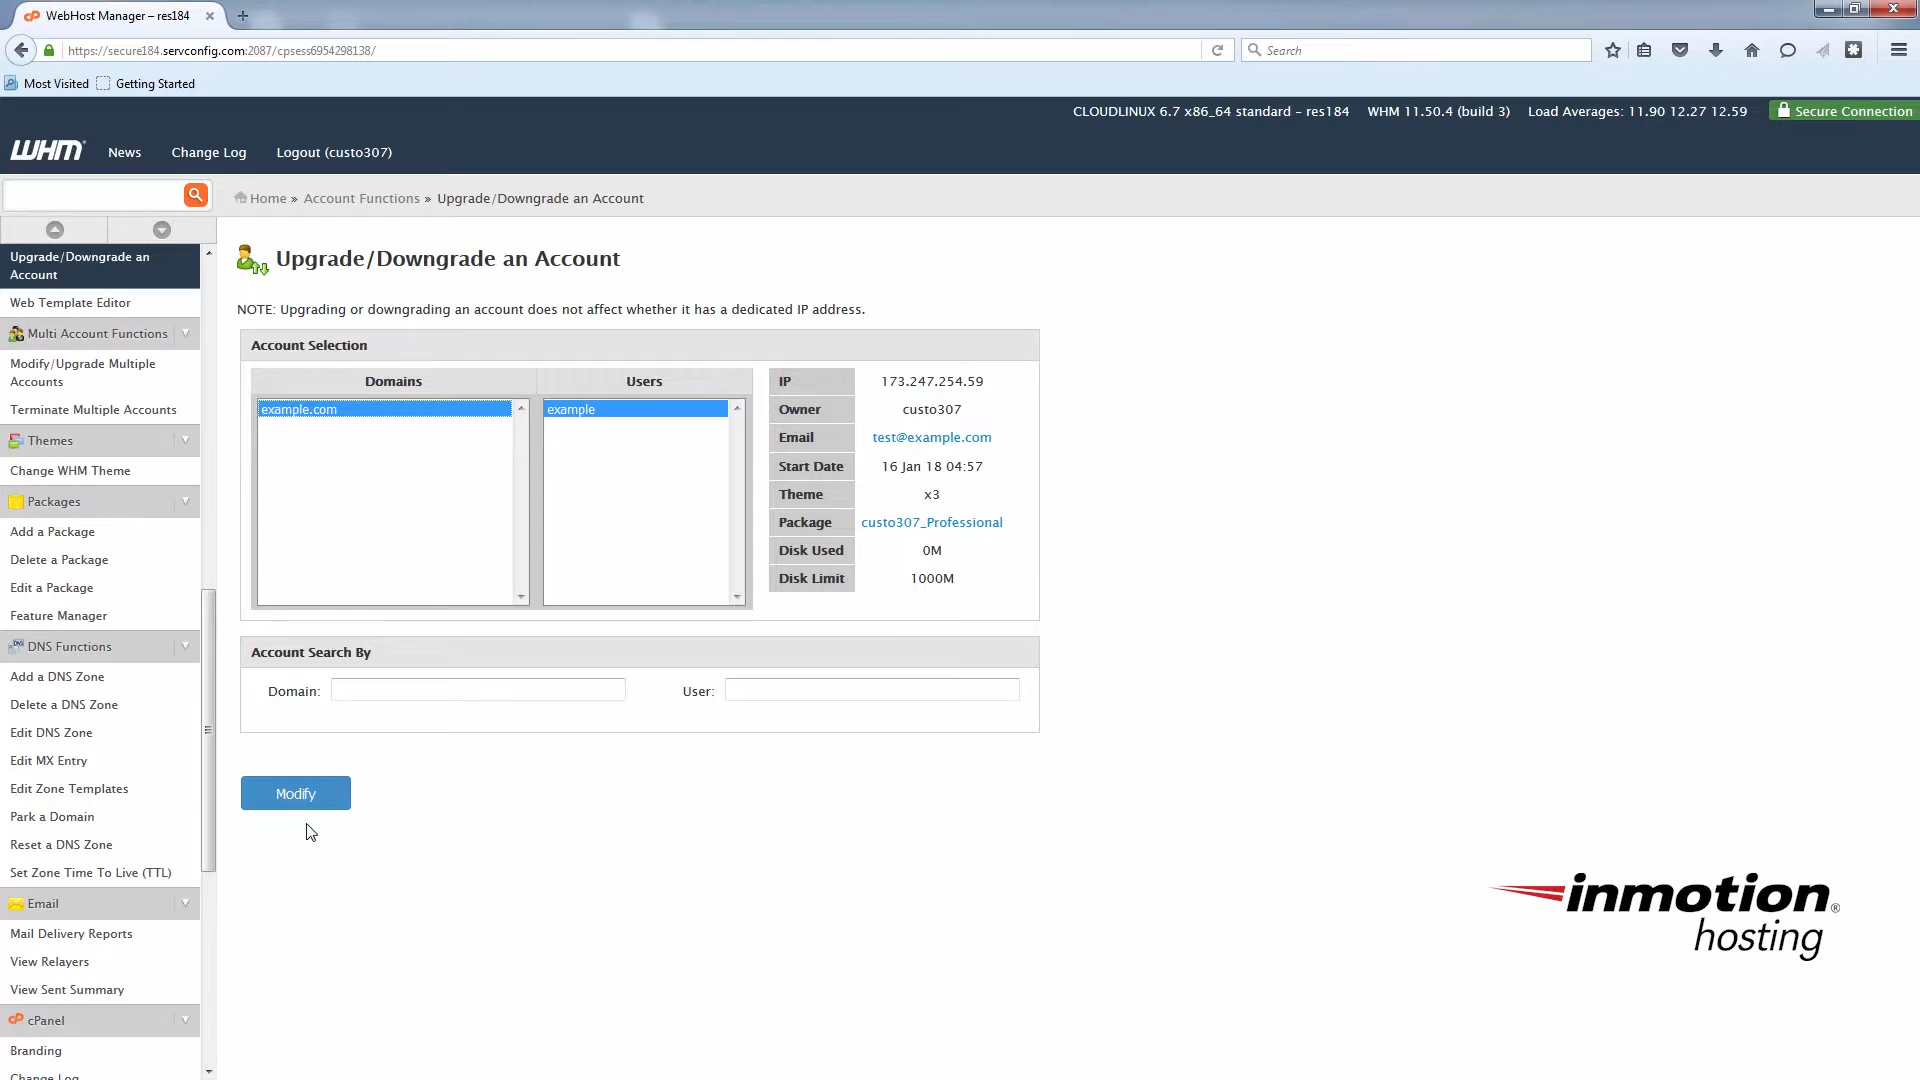 WebHost Manager – res184
https://secure184.servconfig.com:2087/cpsess6954298138/
Search
Most Visited
Getting Started
CLOUDLINUX 6.7 x86_64 standard – res184 WHM 11.50.4 (build 3) Load Averages: 11.90 12.27 12.59 Secure Connection
WHM News Change Log Logout (custo307)
Home » Account Functions » Upgrade/Downgrade an Account
Upgrade/Downgrade an
Account
Web Template Editor
Multi Account Functions
Modify/Upgrade Multiple
Accounts
Terminate Multiple Accounts
Themes
Change WHM Theme
Packages
Add a Package
Delete a Package
Edit a Package
Feature Manager
DNS Functions
Add a DNS Zone
Delete a DNS Zone
Edit DNS Zone
Edit MX Entry
Edit Zone Templates
Park a Domain
Reset a DNS Zone
Set Zone Time To Live (TTL)
Email
Mail Delivery Reports
View Relayers
View Sent Summary
cPanel
Branding
Change Log
Upgrade/Downgrade an Account
NOTE: Upgrading or downgrading an account does not affect whether it has a dedicated IP address.
Account Selection
Domains Users
example.com example
IP 173.247.254.59
Owner custo307
Email test@example.com
Start Date 16 Jan 18 04:57
Theme x3
Package custo307_Professional
Disk Used 0M
Disk Limit 1000M
Account Search By
Domain: User:
Modify
inmotion®
hosting